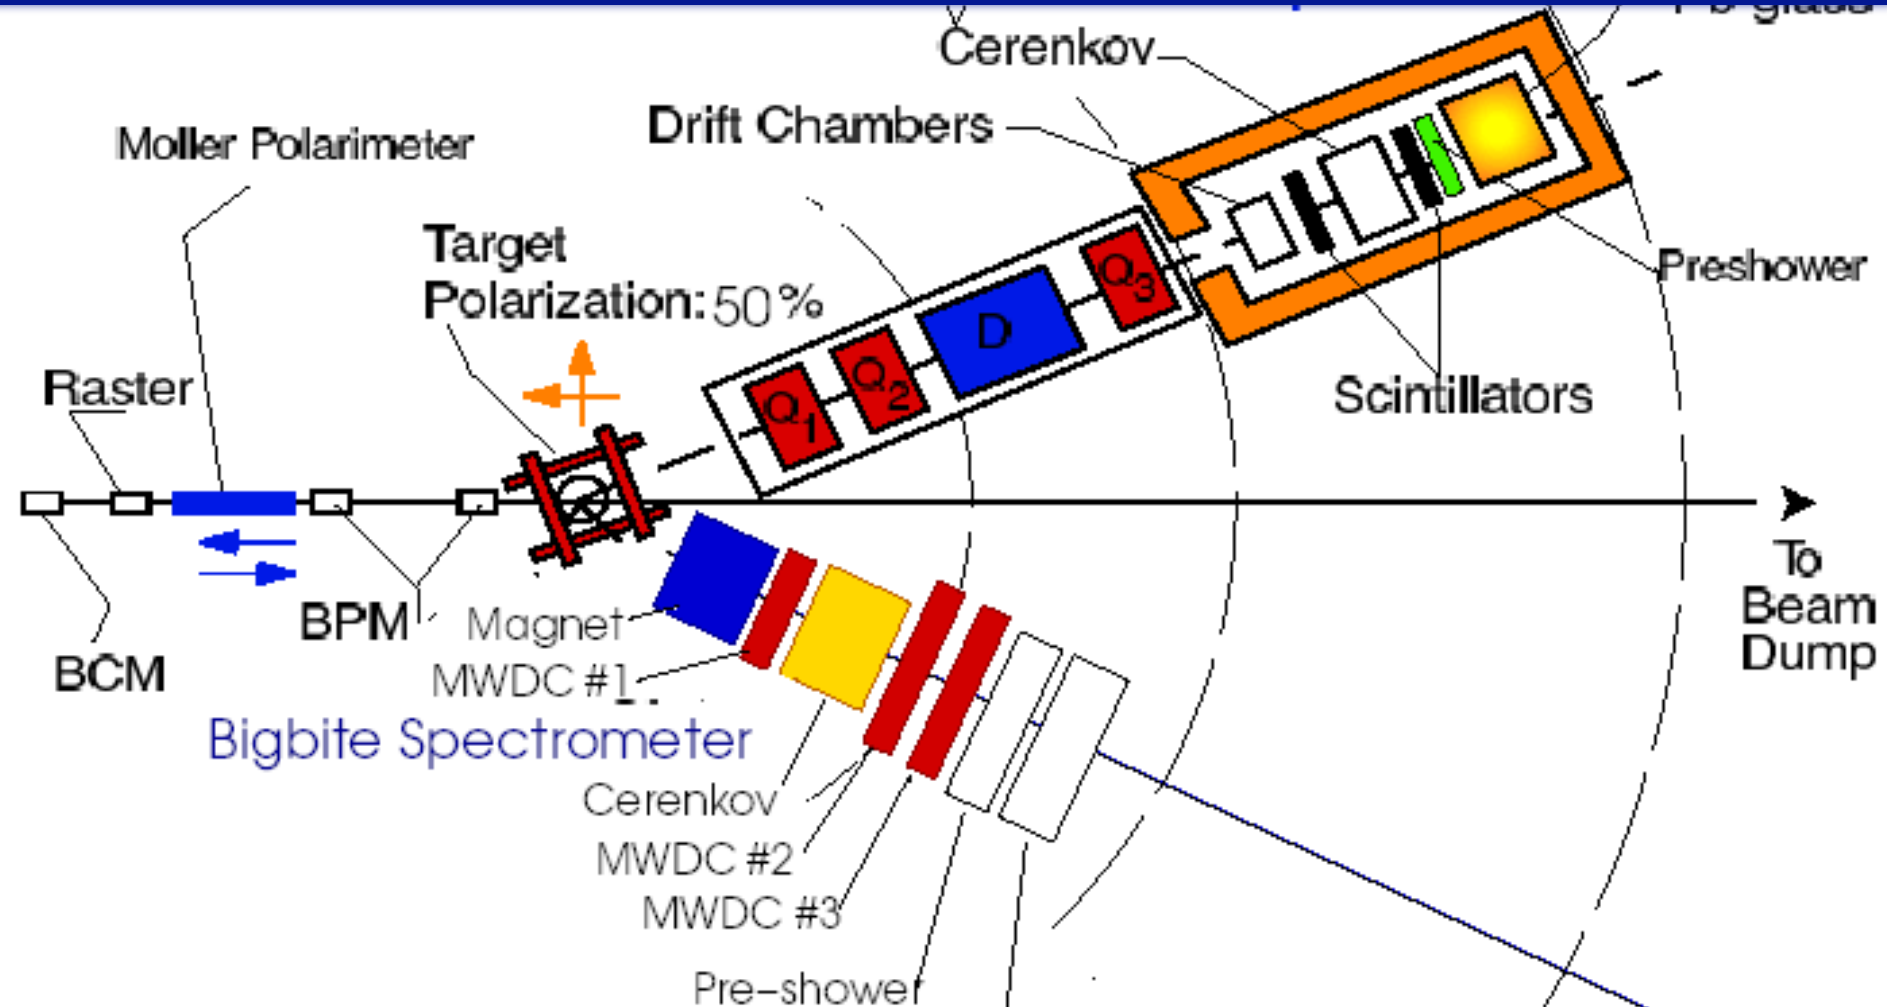 Cerenkov
Drift Chambers
Moller Polarimeter
Target
Polarization: 50%
Raster
Q1
Q2
D
Q3
Preshower
Scintillators
To
Beam
Dump
BPM
BCM
Magnet
MWDC #1
Bigbite Spectrometer
Cerenkov
MWDC #2
MWDC #3
Pre-shower